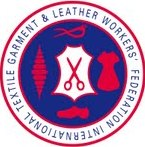 INTERNATIONAL TEXTILE GARMENT & LEATHER WORKERS' FEDERATION